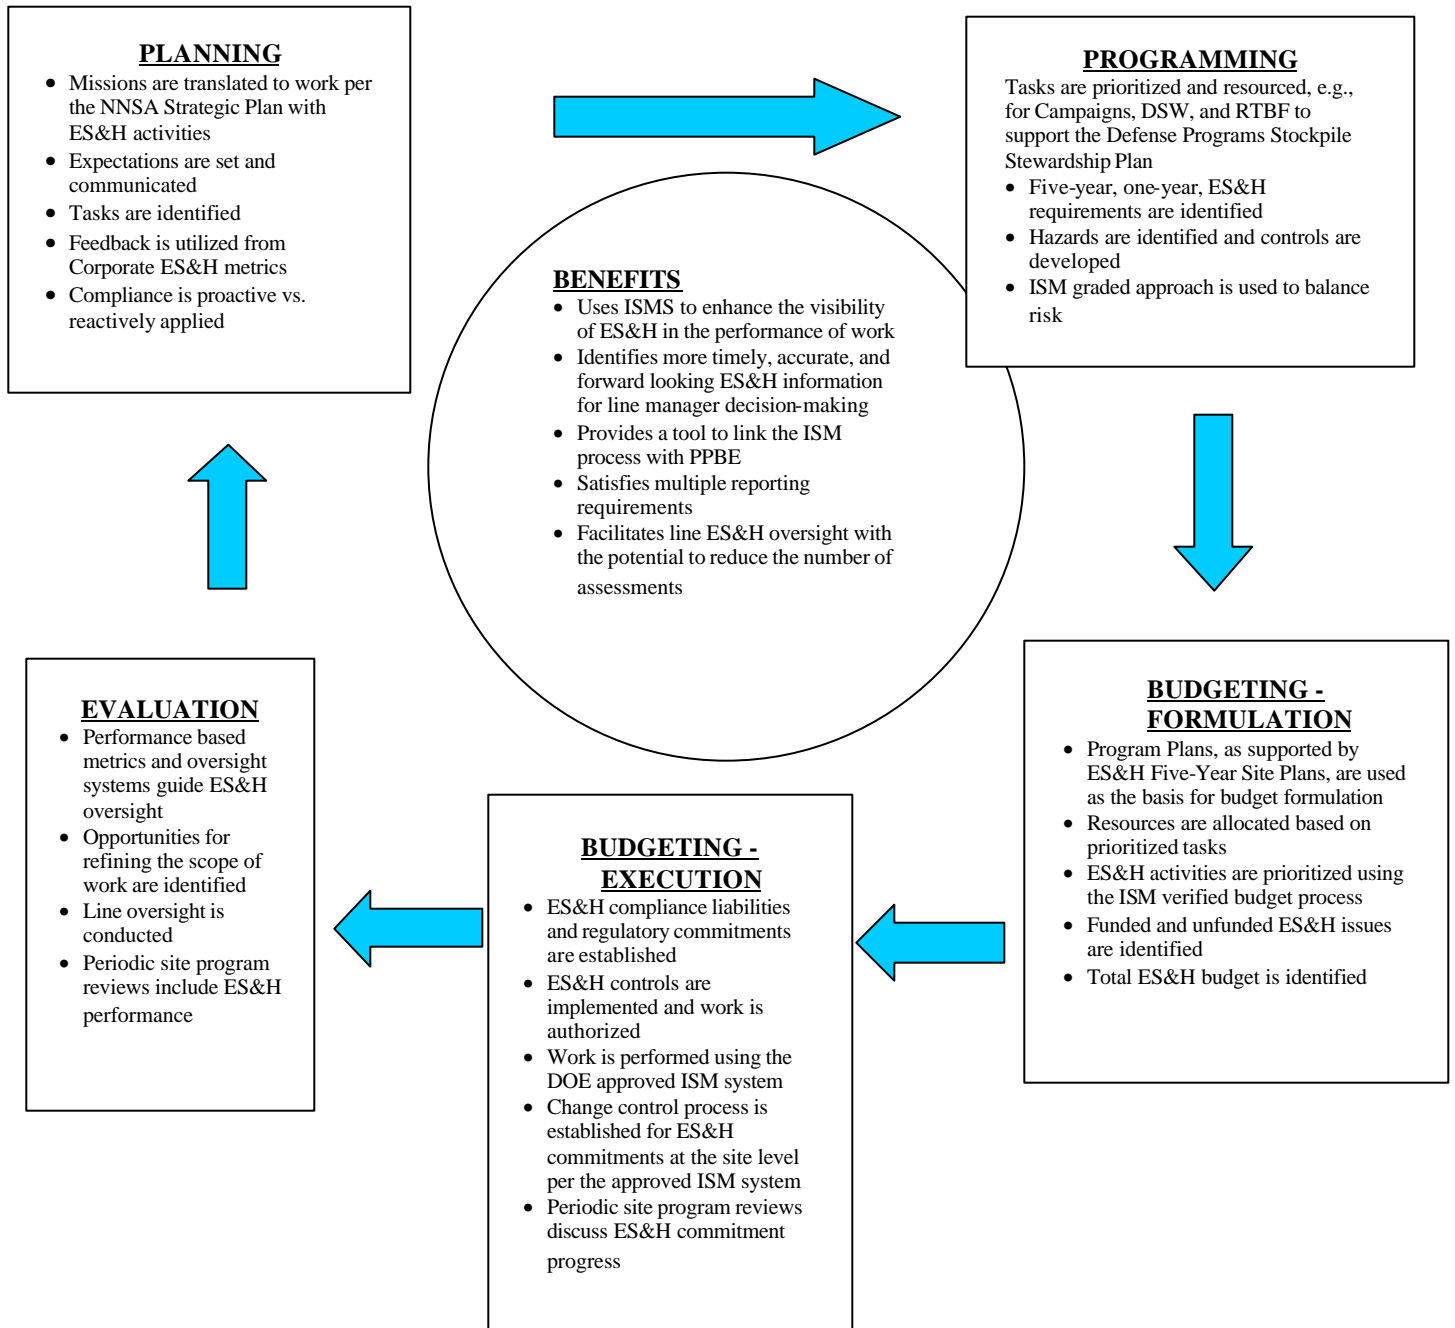 PLANNING
• Missions are translated to work per
the NNSA Strategic Plan with
ES&H activities
• Expectations are set and
communicated
• Tasks are identified
• Feedback is utilized from
Corporate ES&H metrics
• Compliance is proactive vs.
reactively applied
PROGRAMMING
Tasks are prioritized and resourced, e.g.,
for Campaigns, DSW, and RTBF to
support the Defense Programs Stockpile
Stewardship Plan
• Five-year, one-year, ES&H
requirements are identified
• Hazards are identified and controls are
developed
• ISM graded approach is used to balance
risk
BENEFITS
• Uses ISMS to enhance the visibility
of ES&H in the performance of work
• Identifies more timely, accurate, and
forward looking ES&H information
for line manager decision-making
• Provides a tool to link the ISM
process with PPBE
• Satisfies multiple reporting
requirements
• Facilitates line ES&H oversight with
the potential to reduce the number of
assessments
BUDGETING -
FORMULATION
• Program Plans, as supported by
ES&H Five-Year Site Plans, are used
as the basis for budget formulation
• Resources are allocated based on
prioritized tasks
• ES&H activities are prioritized using
the ISM verified budget process
• Funded and unfunded ES&H issues
are identified
• Total ES&H budget is identified
BUDGETING -
EXECUTION
• ES&H compliance liabilities
and regulatory commitments
are established
• ES&H controls are
implemented and work is
authorized
• Work is performed using the
DOE approved ISM system
• Change control process is
established for ES&H
commitments at the site level
per the approved ISM system
• Periodic site program reviews
discuss ES&H commitment
progress
EVALUATION
• Performance based
metrics and oversight
systems guide ES&H
oversight
• Opportunities for
refining the scope of
work are identified
• Line oversight is
conducted
• Periodic site program
reviews include ES&H
performance